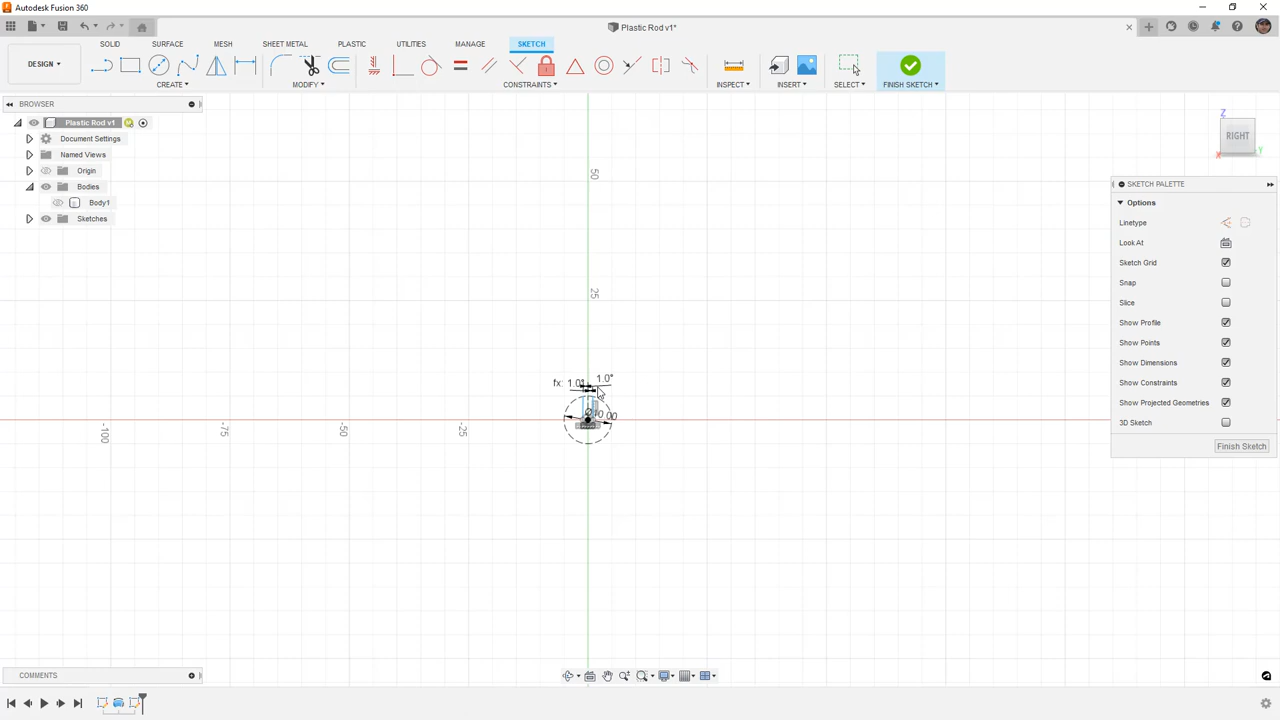 Autodesk Fusion 360
Plastic Rod v1*
DESIGN
SOLID
SURFACE
MESH
SHEET METAL
PLASTIC
UTILITIES
MANAGE
SKETCH
CREATE
MODIFY
CONSTRAINTS
INSPECT
INSERT
SELECT
FINISH SKETCH
BROWSER
Plastic Rod v1
Document Settings
Named Views
Origin
Bodies
Body1
Sketches
Z
RIGHT
X
Y
50
25
fx: 1.0°
1.0°
-100
-75
-50
-25
SKETCH PALETTE
Options
Linetype
Look At
Sketch Grid
Snap
Slice
Show Profile
Show Points
Show Dimensions
Show Constraints
Show Projected Geometries
3D Sketch
Finish Sketch
COMMENTS